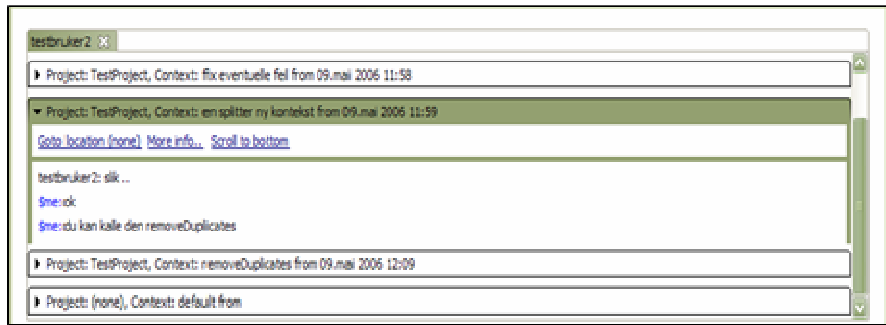 testbruker2
Project: TestProject, Context: fix eventuelle feil from 09.mai 2006 11:58
Project: TestProject, Context: en splitter ny kontekst from 09.mai 2006 11:59
Goto location (none) More info... Scroll to bottom
testbruker2: slik ...
$me: ok
$me: du kan kalle den removeDuplicates
Project: TestProject, Context: removeDuplicates from 09.mai 2006 12:09
Project: (none), Context: default from